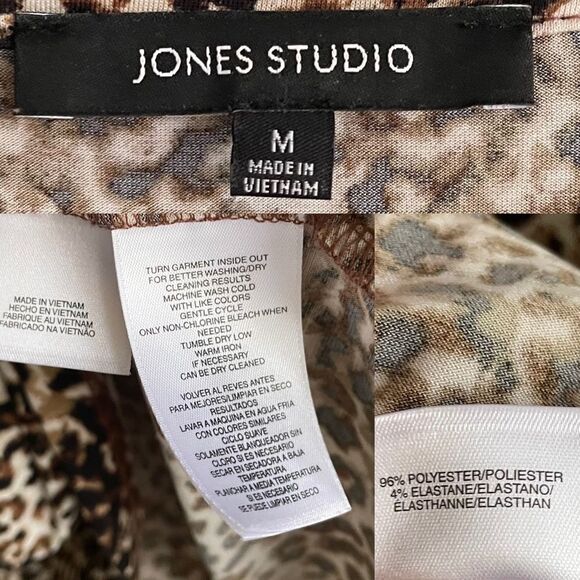 JONES STUDIO
M
MADE IN
VIETNAM
MADE IN VIETNAM
HECHO EN VIETNAM
FABRIQUE AU VIETNAM
FABRICADO NA VIETNÃO
TURN GARMENT INSIDE OUT
FOR BETTER WASHING/DRY
CLEANING RESULTS
MACHINE WASH COLD
WITH LIKE COLORS
GENTLE CYCLE
ONLY NON-CHLORINE BLEACH WHEN
NEEDED
TUMBLE DRY LOW
WARM IRON
IF NECESSARY
CAN BE DRY CLEANED
VOLVER AL REVES ANTES
PARA MEJORES/LIMPIAR EN SECO
RESULTADOS
LAVAR A MAQUINA EN AGUA FRIA
CON COLORES SIMILARES
CICLO SUAVE
SOLAMENTE BLANQUEADOR SIN
CLORO SI ES NECESARIO
SECAR EN SECADORA A BAJA
TEMPERATURA
PLANCHAR A MEDIA TEMPERATURA
SI ES NECESARIO
SE PUEDE LIMPIAR EN SECO
96% POLYESTER/POLIESTER
4% ELASTANE/ELASTANO/
ÉLASTHANNE/ELASTHAN